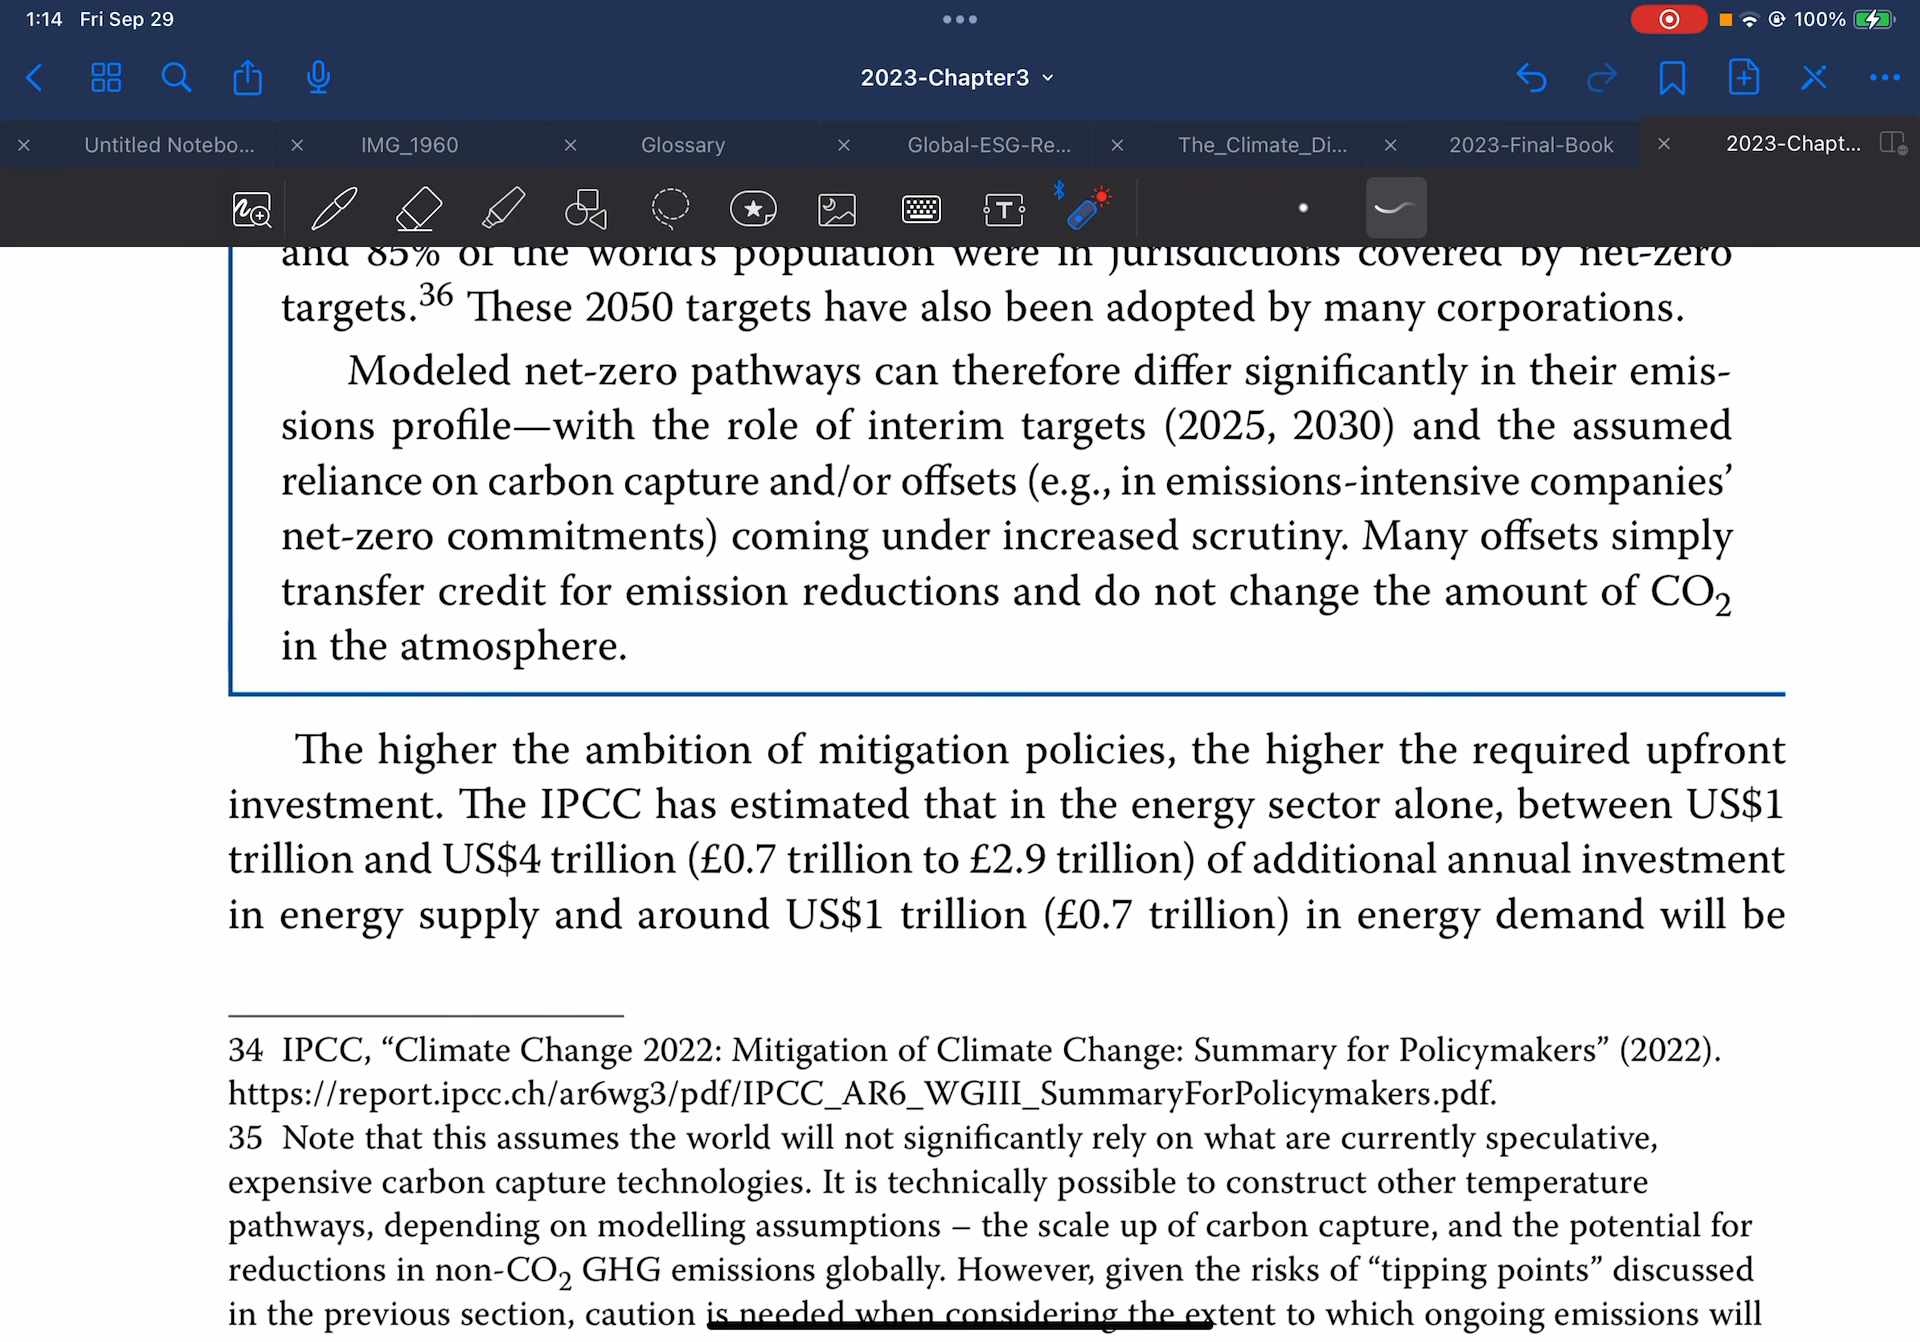 1:14 Fri Sep 29
100%
2023-Chapter3
Untitled Notebo...
IMG_1960
Glossary
Global-ESG-Re...
The_Climate_Di...
2023-Final-Book
2023-Chapt...
and 85% of the world's population were in jurisdictions covered by net-zero
targets.36 These 2050 targets have also been adopted by many corporations.
Modeled net-zero pathways can therefore differ significantly in their emis-
sions profile—with the role of interim targets (2025, 2030) and the assumed
reliance on carbon capture and/or offsets (e.g., in emissions-intensive companies’
net-zero commitments) coming under increased scrutiny. Many offsets simply
transfer credit for emission reductions and do not change the amount of CO2
in the atmosphere.
The higher the ambition of mitigation policies, the higher the required upfront
investment. The IPCC has estimated that in the energy sector alone, between US$1
trillion and US$4 trillion (£0.7 trillion to £2.9 trillion) of additional annual investment
in energy supply and around US$1 trillion (£0.7 trillion) in energy demand will be
34 IPCC, “Climate Change 2022: Mitigation of Climate Change: Summary for Policymakers” (2022).
https://report.ipcc.ch/ar6wg3/pdf/IPCC_AR6_WGIII_SummaryForPolicymakers.pdf.
35 Note that this assumes the world will not significantly rely on what are currently speculative,
expensive carbon capture technologies. It is technically possible to construct other temperature
pathways, depending on modelling assumptions – the scale up of carbon capture, and the potential for
reductions in non-CO2 GHG emissions globally. However, given the risks of “tipping points” discussed
in the previous section, caution is needed when considering the extent to which ongoing emissions will